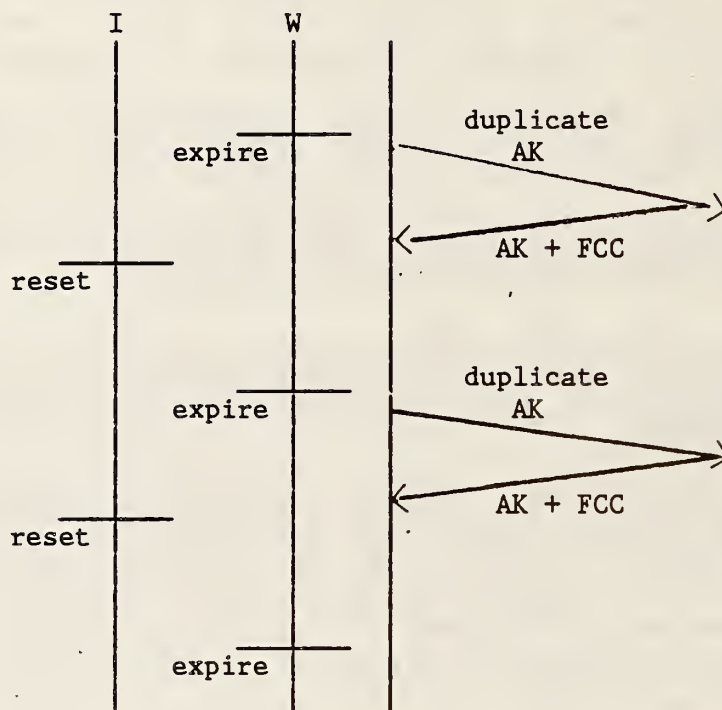 I
W
duplicate
expire
AK
AK + FCC
reset
duplicate
expire
AK
AK + FCC
reset
expire